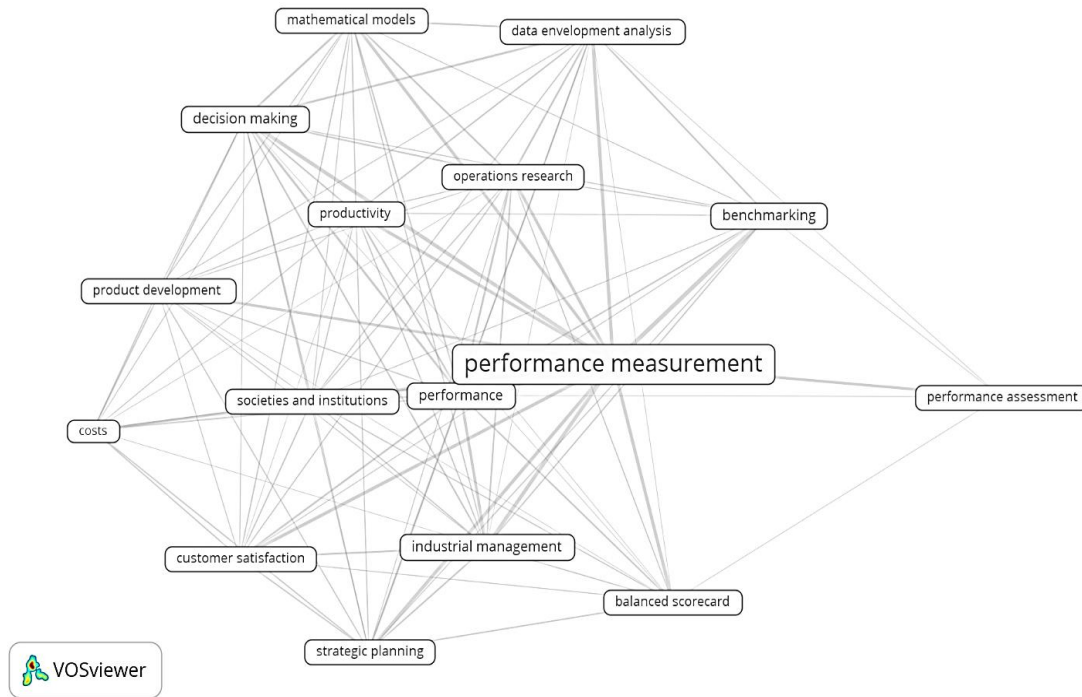 mathematical models
data envelopment analysis
decision making
operations research
productivity
benchmarking
product development
performance measurement
performance
societies and institutions
performance assessment
costs
industrial management
customer satisfaction
balanced scorecard
strategic planning
VOSviewer